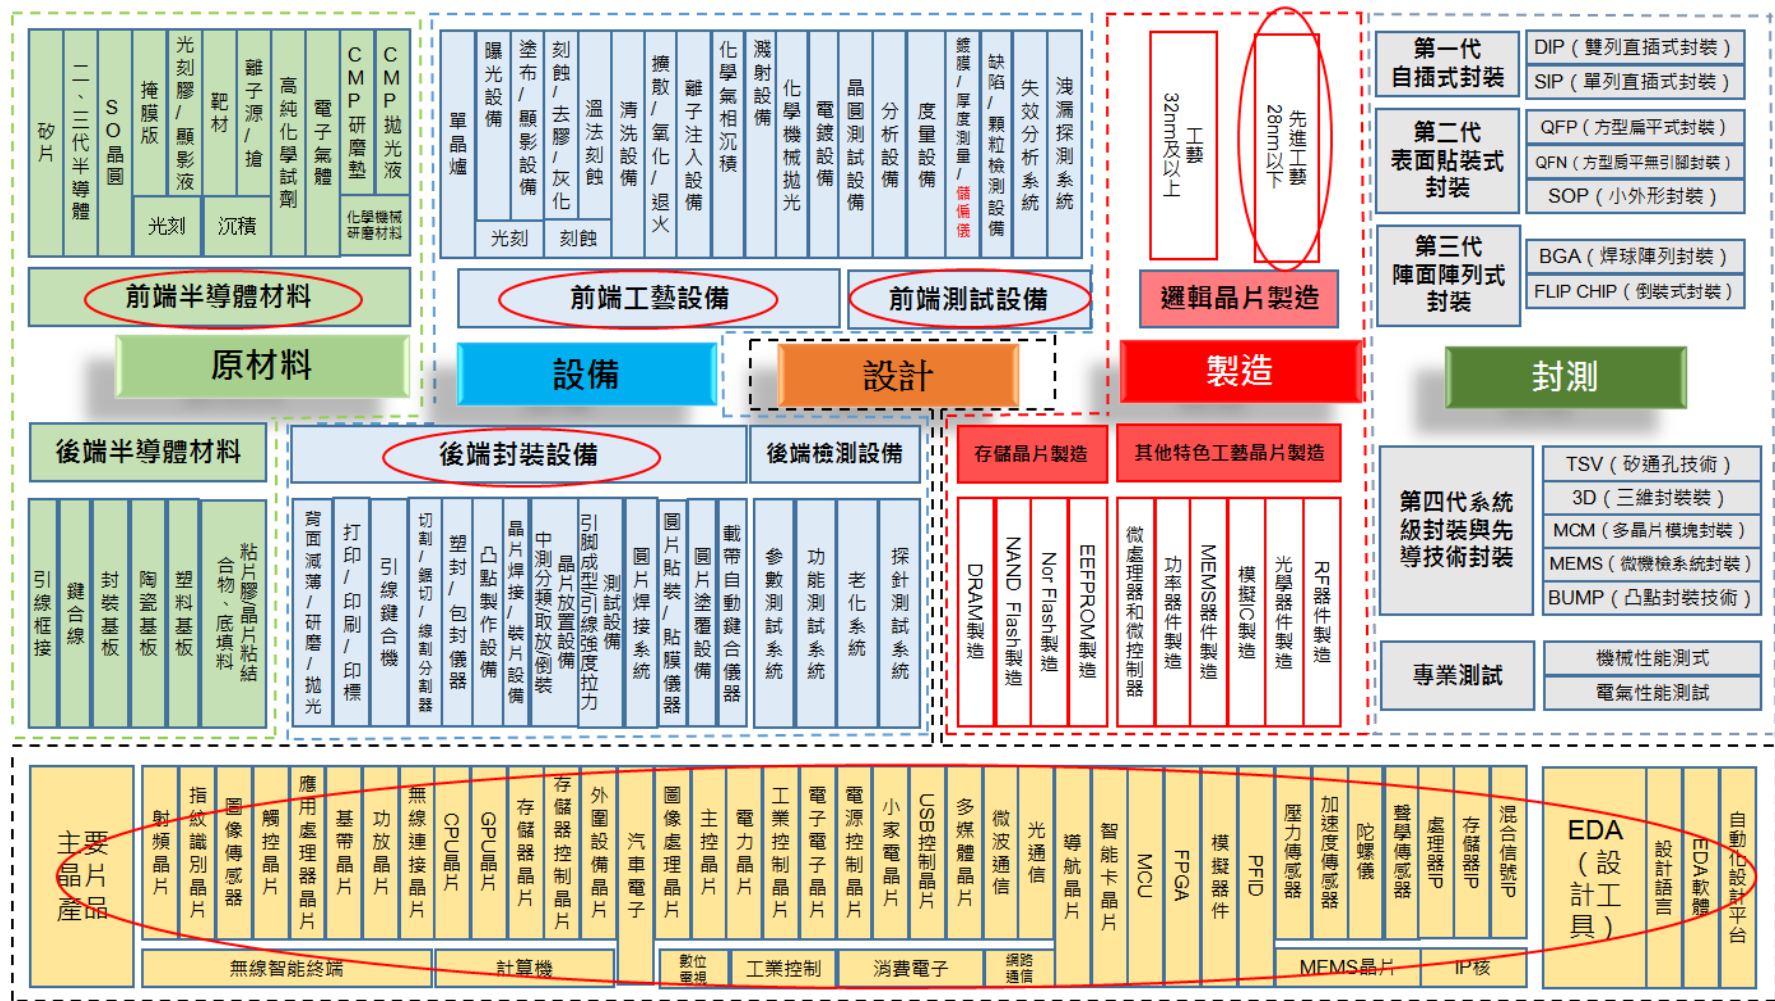 矽片
二、三代半導體
SO晶圓
掩膜版
光刻膠/顯影液
靶材
離子源/搶
高純化學試劑
電子氣體
CMP研磨墊
CMP拋光液
光刻
沉積
化學機械
研磨材料
前端半導體材料
原材料
後端半導體材料
引線框接
鍵合線
封裝基板
陶瓷基板
塑料基板
粘片膠/晶片粘結
合物、底填料
單晶爐
曝光設備
塗布/顯影設備
刻蝕/去膠/灰化
溫法刻蝕
清洗設備
擴散/氧化/退火
離子注入設備
化學氣相沉積
濺射設備
化學機械拋光
電鍍設備
晶圓測試設備
分析設備
度量設備
鍍膜/厚度測量/儲偏儀
缺陷/顆粒檢測設備
失效分析系統
洩漏探測系統
光刻
刻蝕
前端工藝設備
前端測試設備
設備
設計
後端封裝設備
後端檢測設備
背面減薄/研磨/拋光
打印/印刷/印標
引線鍵合機
切割/鋸切/線割分割器
塑封/包封儀器
凸點製作設備
晶片焊接/裝片設備
中測分類/取放/倒裝
晶片放置設備
引脚成型/引線強度拉力
測試設備
圓片焊接系統
圓片貼裝/貼膜儀器
圓片塗覆設備
載帶自動鍵合儀器
參數測試系統
功能測試系統
老化系統
探針測試系統
工藝
32nm及以上
先進工藝
28nm以下
邏輯晶片製造
製造
存儲晶片製造
其他特色工藝晶片製造
DRAM製造
NAND Flash製造
Nor Flash製造
EEFPROM製造
微處理器和微控制器
功率器件製造
MEMS器件製造
模擬IC製造
光學器件製造
RF器件製造
第一代
自插式封裝
DIP（雙列直插式封裝）
SIP（單列直插式封裝）
第二代
表面貼裝式
封裝
QFP（方型扁平式封裝）
QFN（方型扁平無引腳封裝）
SOP（小外形封裝）
第三代
陣面陣列式
封裝
BGA（焊球陣列封裝）
FLIP CHIP（倒裝式封裝）
封測
第四代系統
級封裝與先
導技術封裝
TSV（矽通孔技術）
3D（三維封裝裝）
MCM（多晶片模塊封裝）
MEMS（微機檢系統封裝）
BUMP（凸點封裝技術）
專業測試
機械性能測式
電氣性能測試
主要
晶片
產品
射頻晶片
指紋識別晶片
圖像傳感器
觸控晶片
應用處理器晶片
基帶晶片
功放晶片
無線連接晶片
CPU晶片
GPU晶片
存儲器晶片
存儲器控制晶片
外圍設備晶片
汽車電子
圖像處理晶片
主控晶片
電力晶片
工業控制晶片
電子電子晶片
電源控制晶片
小家電晶片
USB控制晶片
多媒體晶片
微波通信
光通信
導航晶片
智能卡晶片
MCU
FPGA
模擬器件
PFID
壓力傳感器
加速度傳感器
陀螺儀
聲學傳感器
處理器IP
存儲器IP
混合信號IP
無線智能終端
計算機
數位
電視
工業控制
消費電子
網路
通信
MEMS晶片
IP核
EDA
（設
計工
具）
設計語言
EDA軟體
自動化設計平台